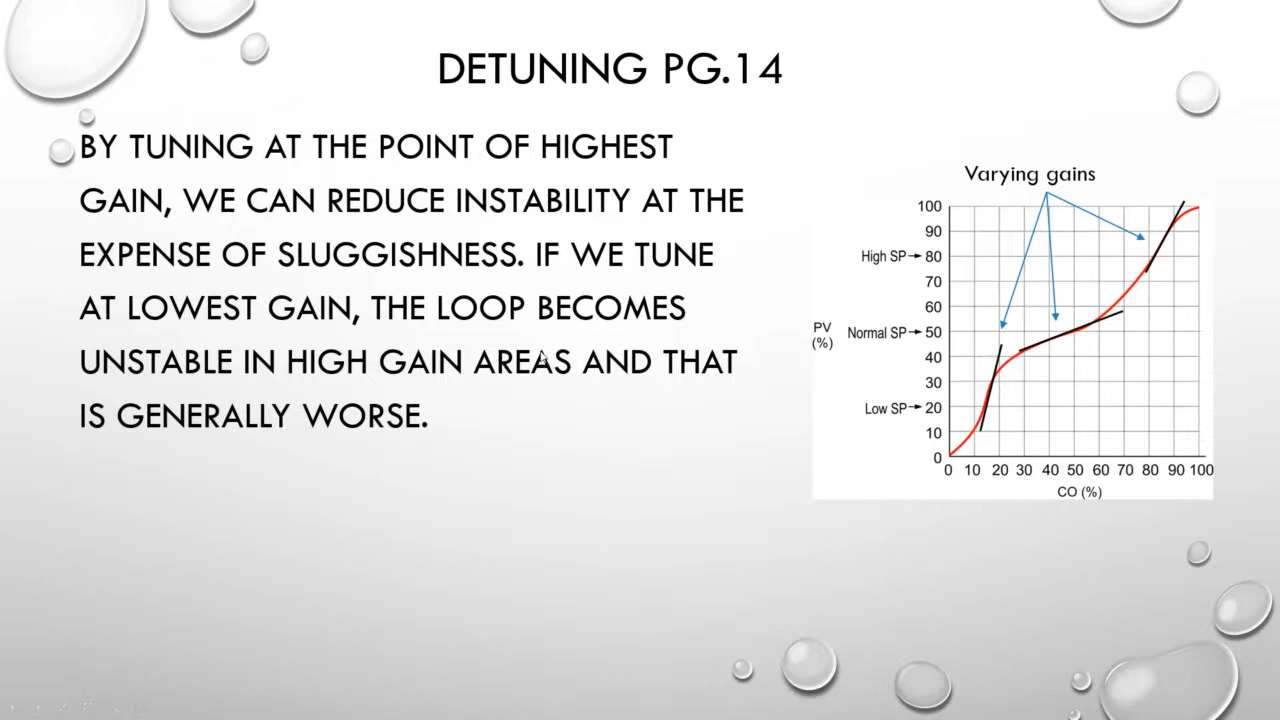 DETUNING PG.14
BY TUNING AT THE POINT OF HIGHEST
GAIN, WE CAN REDUCE INSTABILITY AT THE
EXPENSE OF SLUGGISHNESS. IF WE TUNE
AT LOWEST GAIN, THE LOOP BECOMES
UNSTABLE IN HIGH GAIN AREAS AND THAT
IS GENERALLY WORSE.
Varying gains
100
90
High SP 80
70
60
PV (%)
Normal SP 50
40
30
Low SP 20
10
0
0 10 20 30 40 50 60 70 80 90 100
CO (%)